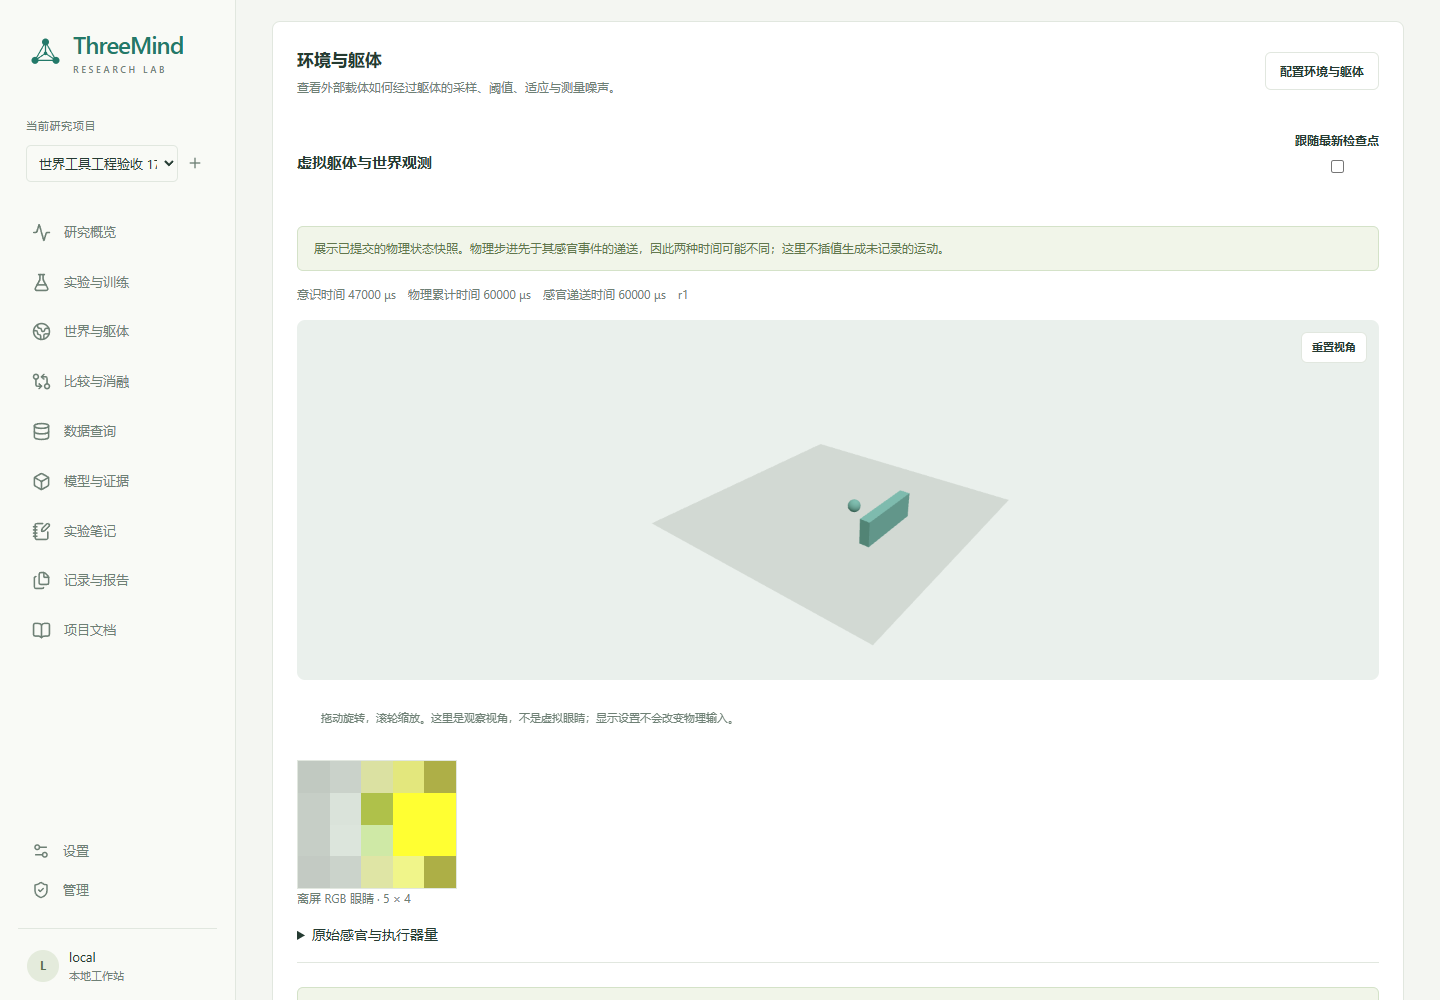 ThreeMind
RESEARCH LAB
当前研究项目
世界工具工程验收 17
研究概览
实验与训练
世界与躯体
比较与消融
数据查询
模型与证据
实验笔记
记录与报告
项目文档
设置
管理
L
local
本地工作站
环境与躯体
查看外部载体如何经过躯体的采样、阈值、适应与测量噪声。
配置环境与躯体
虚拟躯体与世界观测
跟随最新检查点
展示已提交的物理状态快照。物理步进先于其感官事件的递送，因此两种时间可能不同；这里不插值生成未记录的运动。
意识时间 47000 μs 物理累计时间 60000 μs 感官递送时间 60000 μs r1
重置视角
拖动旋转，滚轮缩放。这里是观察视角，不是虚拟眼睛；显示设置不会改变物理输入。
离屏 RGB 眼睛 · 5 × 4
原始感官与执行器量